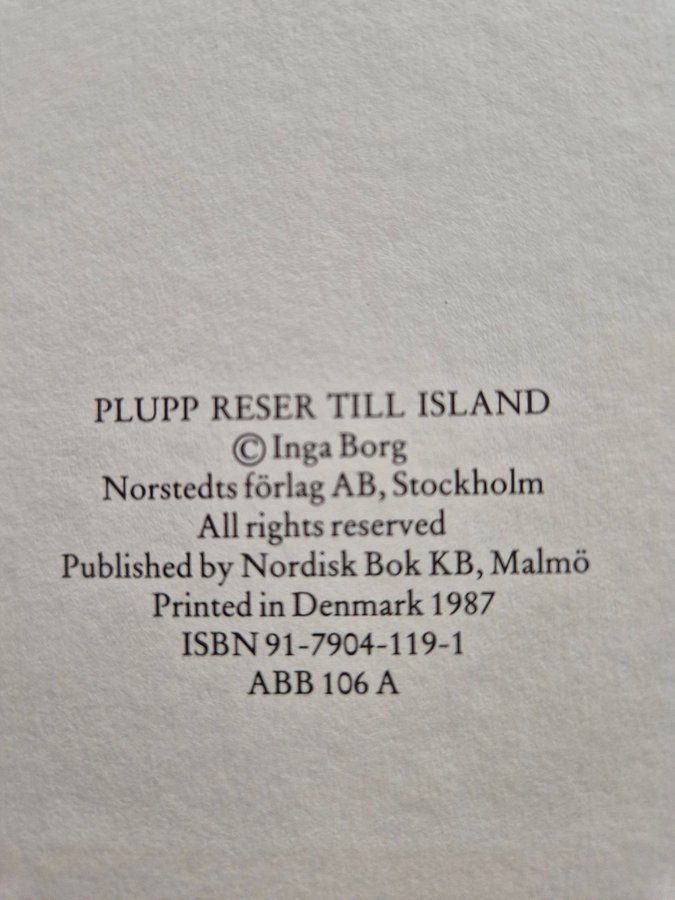 PLUPP RESER TILL ISLAND
© Inga Borg
Norstedts förlag AB, Stockholm
All rights reserved
Published by Nordisk Bok KB, Malmö
Printed in Denmark 1987
ISBN 91-7904-119-1
ABB 106 A